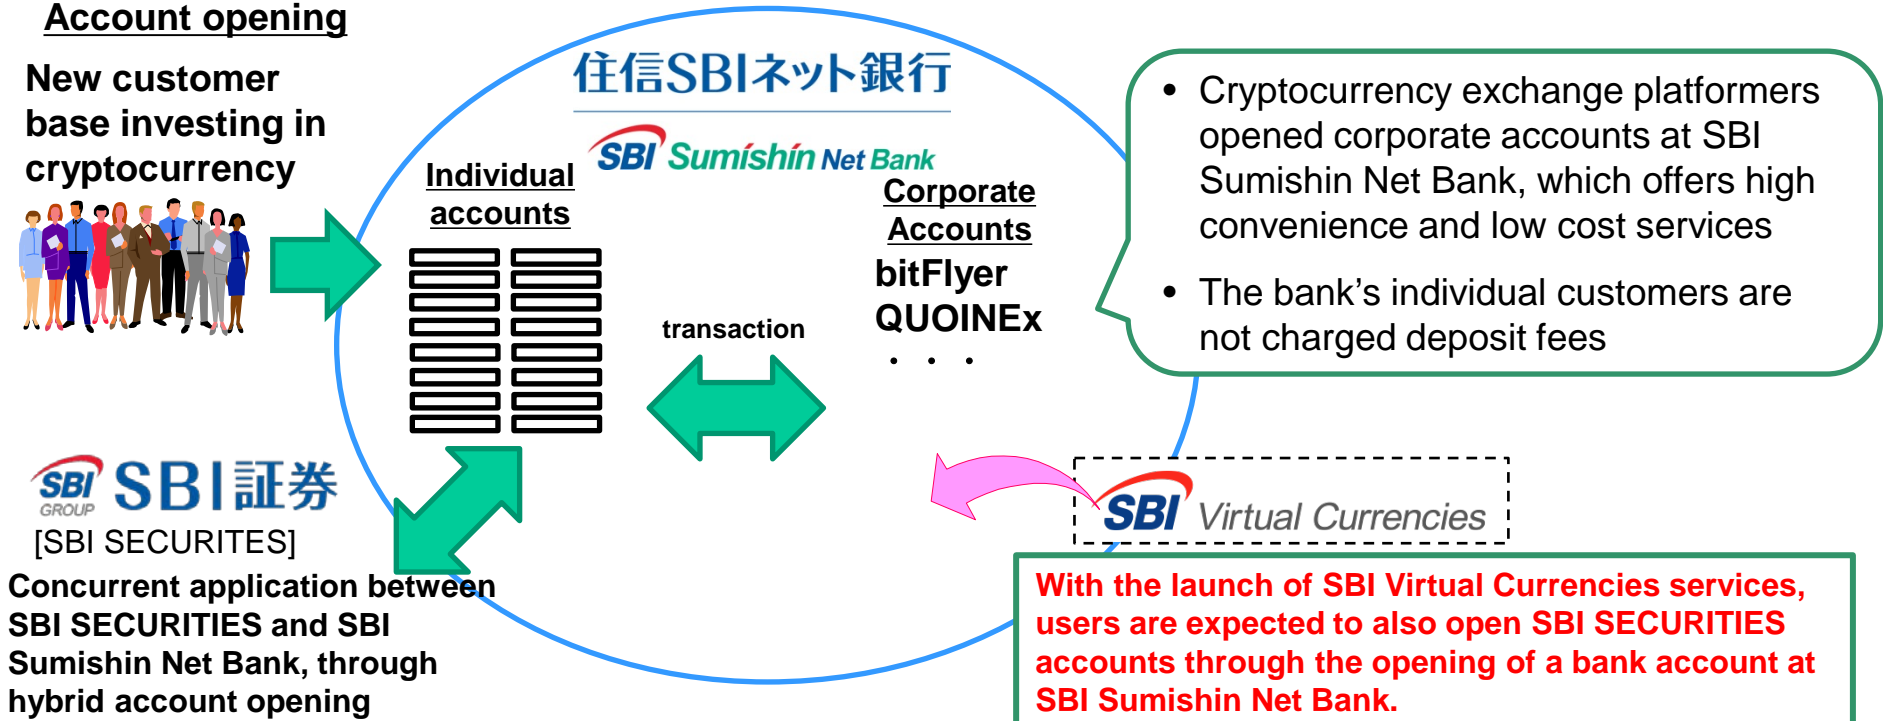 Account opening
New customer
base investing in
cryptocurrency
住信SBIネット銀行
SBI Sumishin Net Bank
Individual
accounts
Corporate
Accounts
bitFlyer
QUOINEx
・・・
transaction
• Cryptocurrency exchange platformers
opened corporate accounts at SBI
Sumishin Net Bank, which offers high
convenience and low cost services
• The bank’s individual customers are
not charged deposit fees
SBI GROUP SBI証券
[SBI SECURITES]
Concurrent application between
SBI SECURITIES and SBI
Sumishin Net Bank, through
hybrid account opening
SBI Virtual Currencies
With the launch of SBI Virtual Currencies services,
users are expected to also open SBI SECURITIES
accounts through the opening of a bank account at
SBI Sumishin Net Bank.